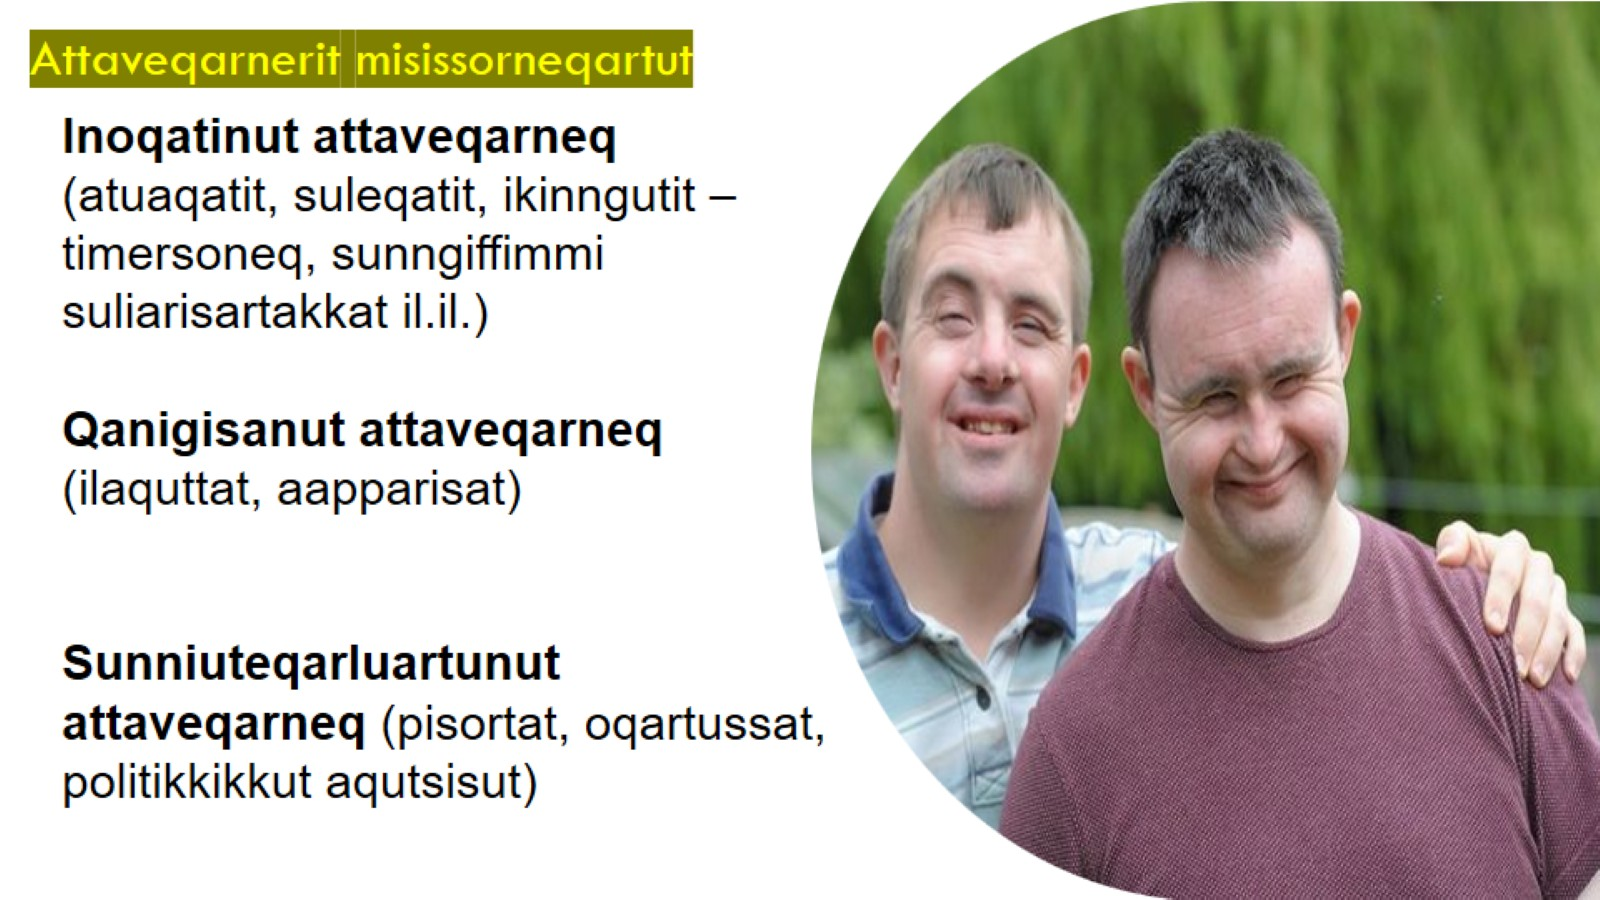 Attaveqarnerit misissorneqartut
Inoqatinut attaveqarneq
(atuaqatit, suleqatit, ikinngutit –
timersoneq, sunngiffimmi
suliarisartakkat il.il.)
Qanigisanut attaveqarneq
(ilaquttat, aapparisat)
Sunniuteqarluartunut
attaveqarneq (pisortat, oqartussat,
politikkikkut aqutsisut)